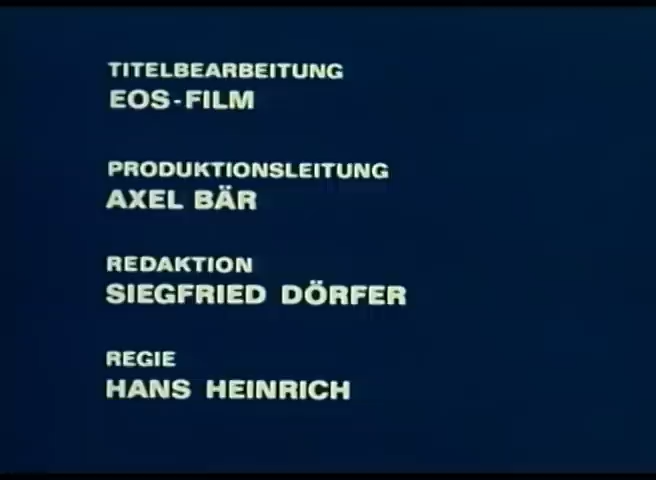 TITELBEARBEITUNG
EOS-FILM
PRODUKTIONSLEITUNG
AXEL BÄR
REDAKTION
SIEGFRIED DÖRFER
REGIE
HANS HEINRICH